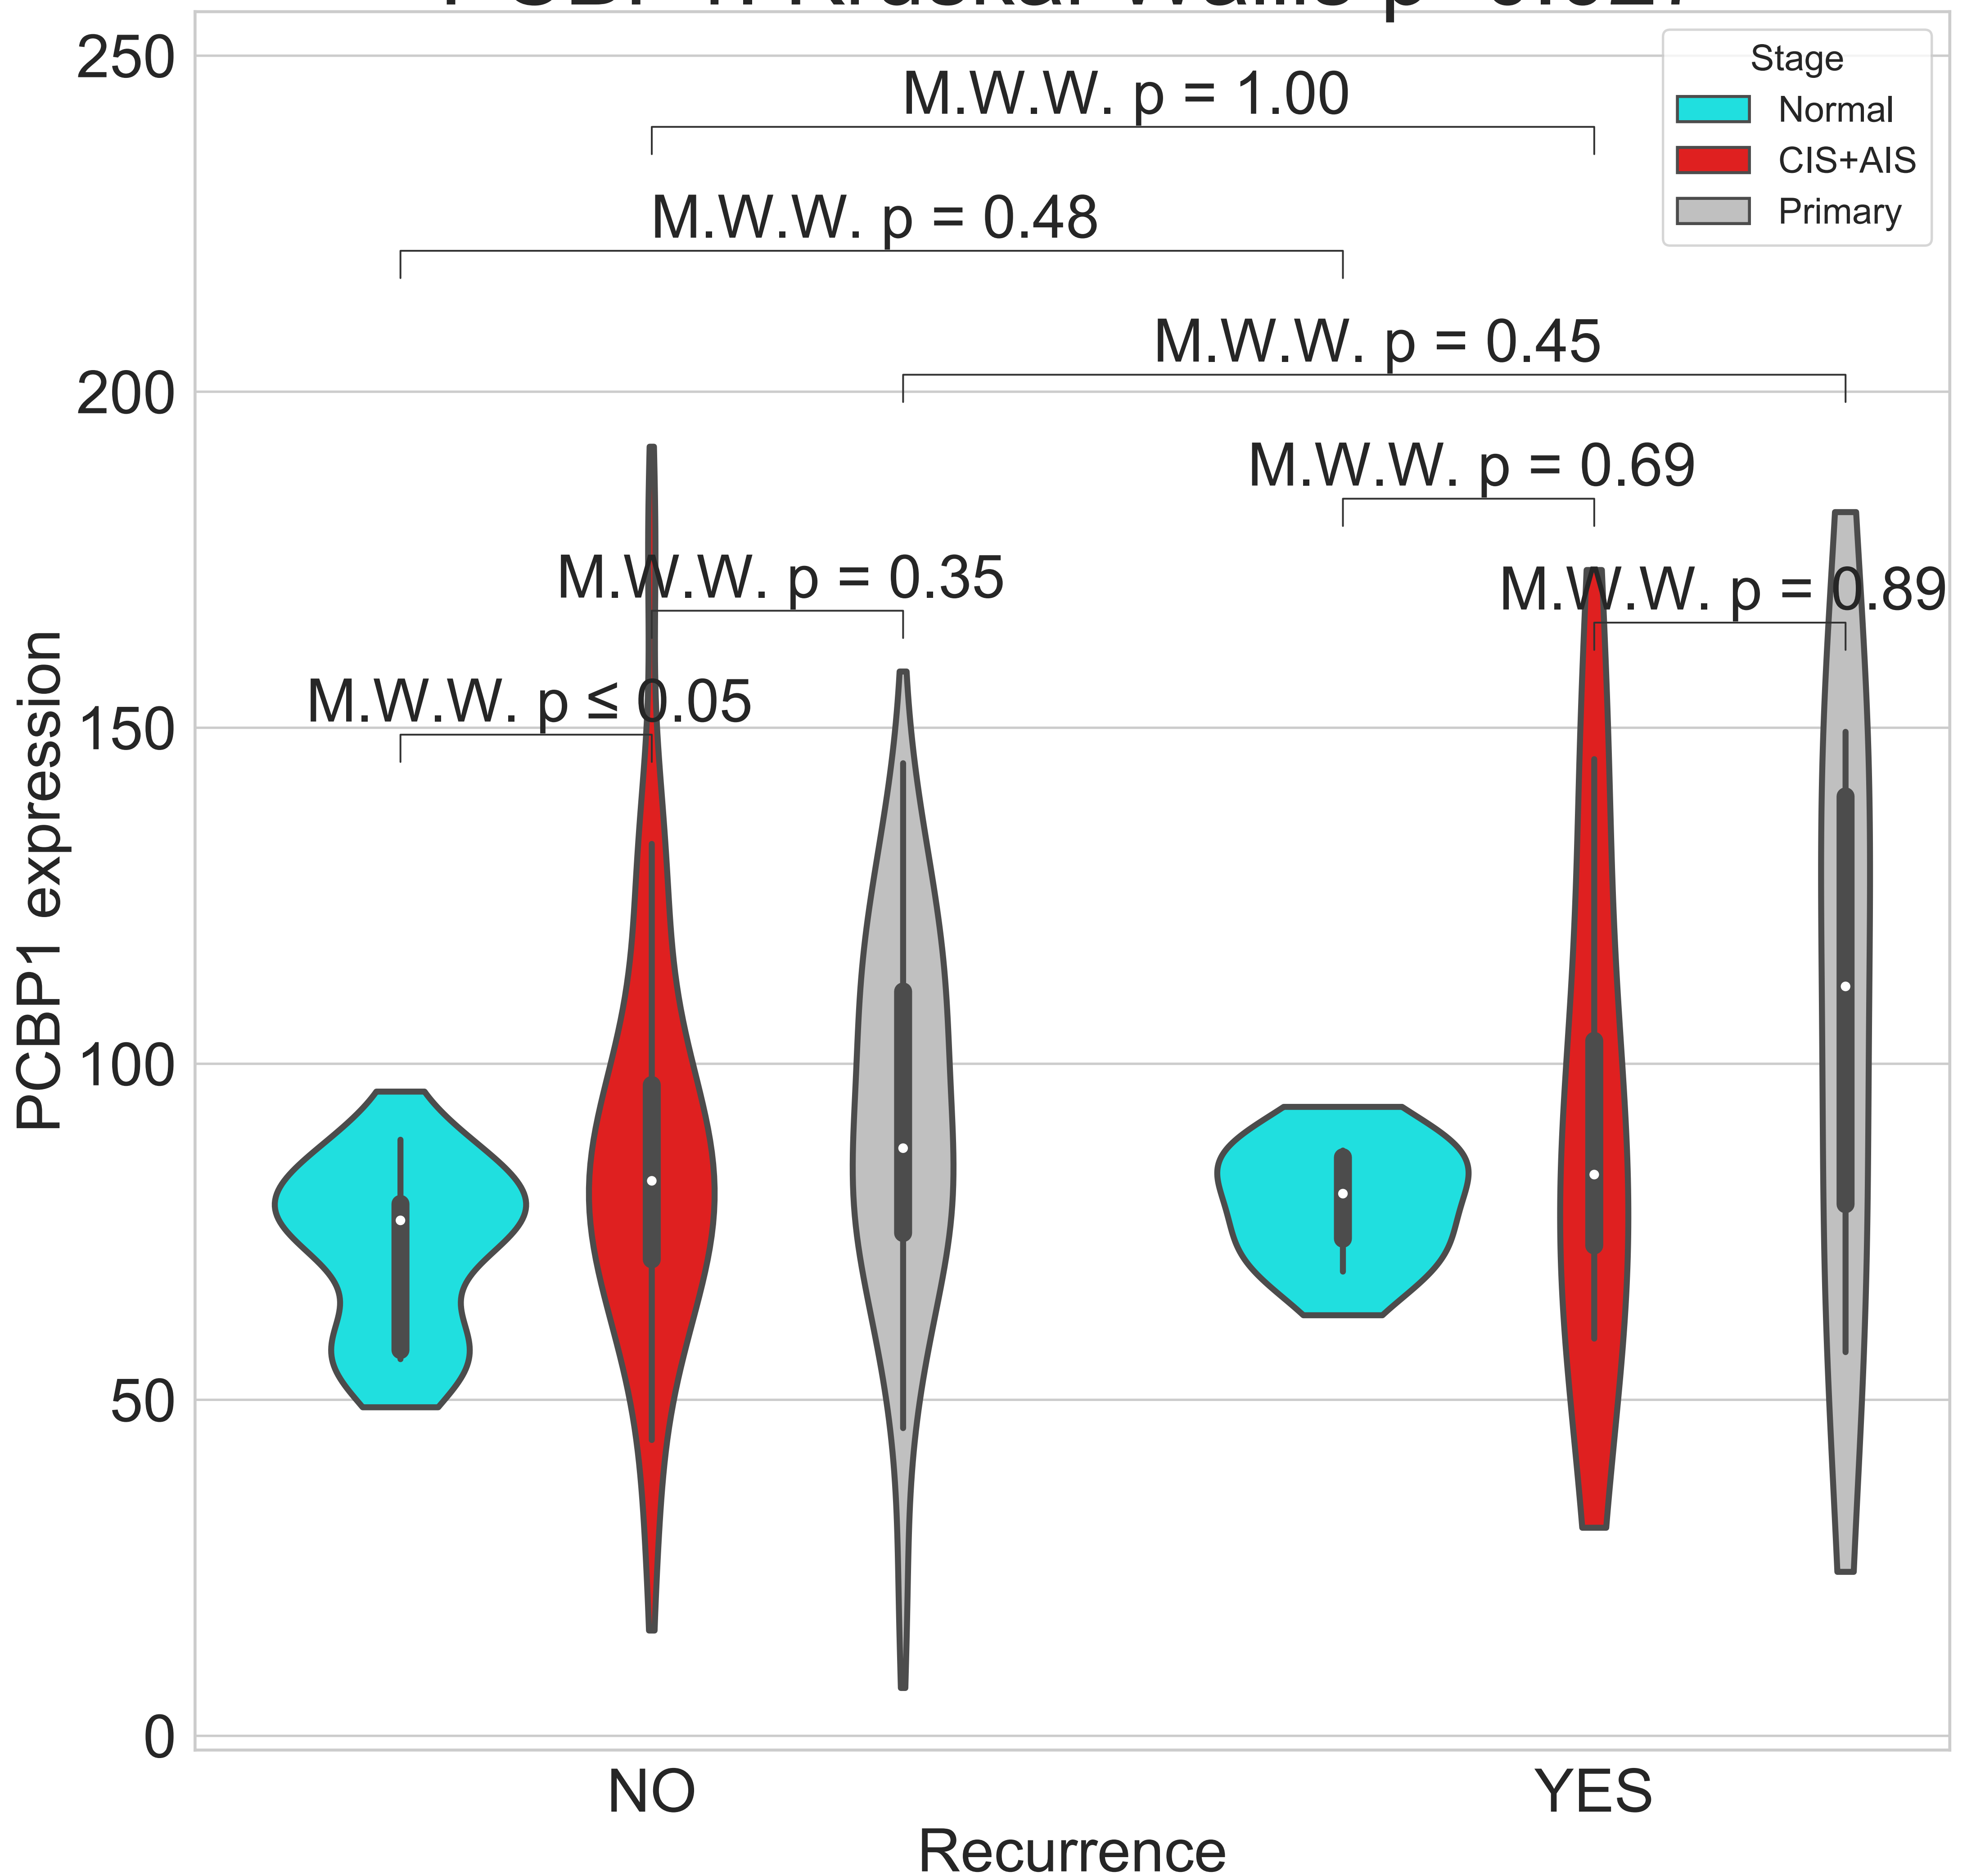 250
Stage
Normal
CIS+AIS
Primary
M.W.W. p = 1.00
M.W.W. p = 0.48
M.W.W. p = 0.45
200
M.W.W. p = 0.69
M.W.W. p = 0.35
M.W.W. p = 0.89
M.W.W. p ≤ 0.05
150
PCBP1 expression
100
50
0
NO
YES
Recurrence